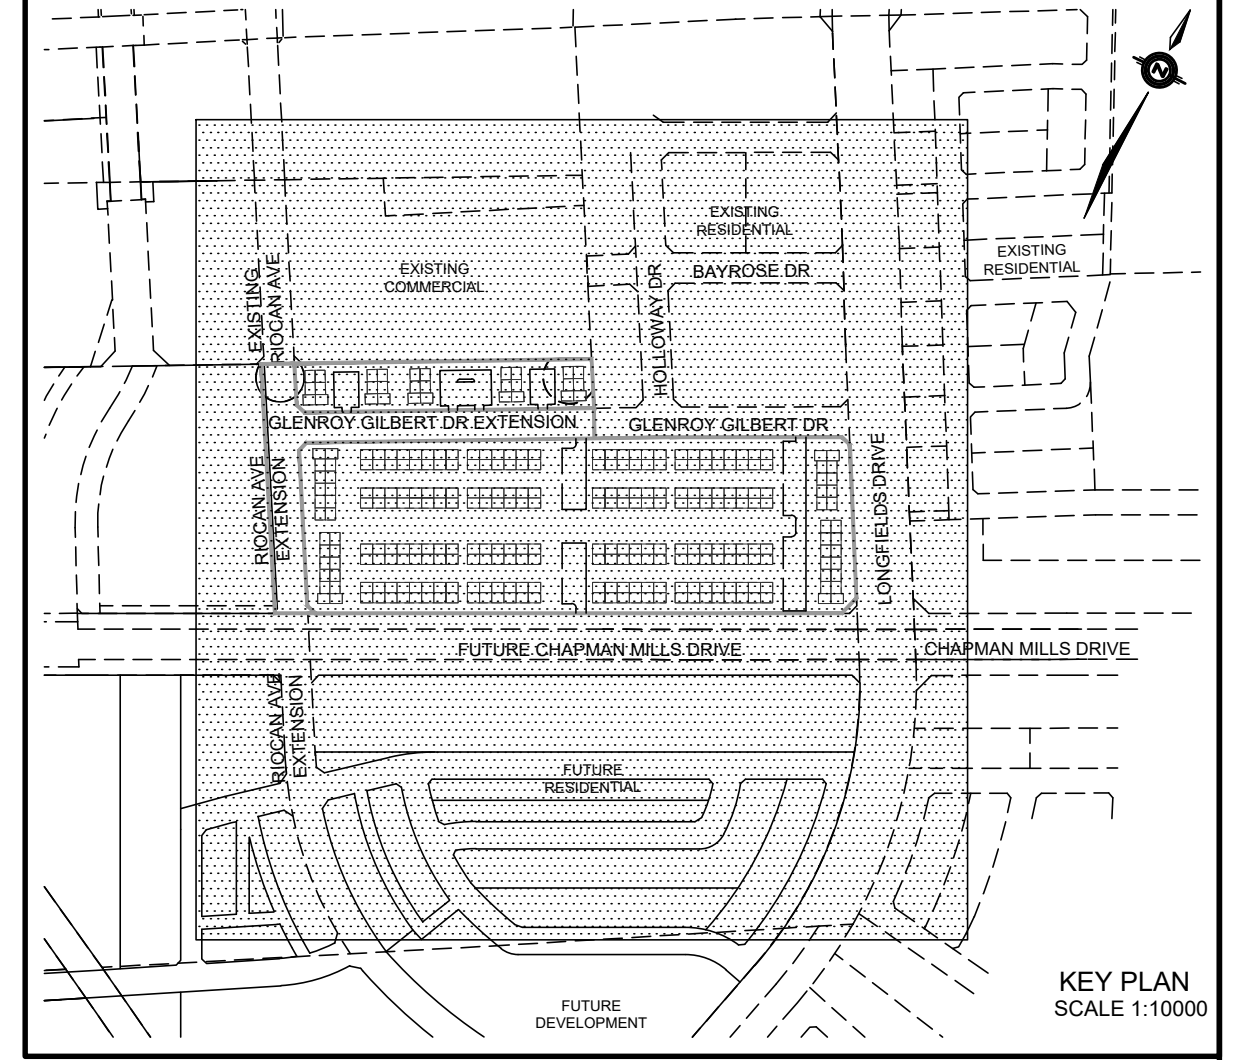 N
EXISTING
RESIDENTIAL
EXISTING
RESIDENTIAL
EXISTING
COMMERCIAL
BAYROSE DR
HOLLOWAY DR
EXISTING
RIOCAN AVE
GLENROY GILBERT DR EXTENSION
GLENROY GILBERT DR
RIOCAN AVE
EXTENSION
LONGFIELDS DRIVE
FUTURE CHAPMAN MILLS DRIVE
CHAPMAN MILLS DRIVE
RIOCAN AVE
EXTENSION
FUTURE
RESIDENTIAL
FUTURE
DEVELOPMENT
KEY PLAN
SCALE 1:10000